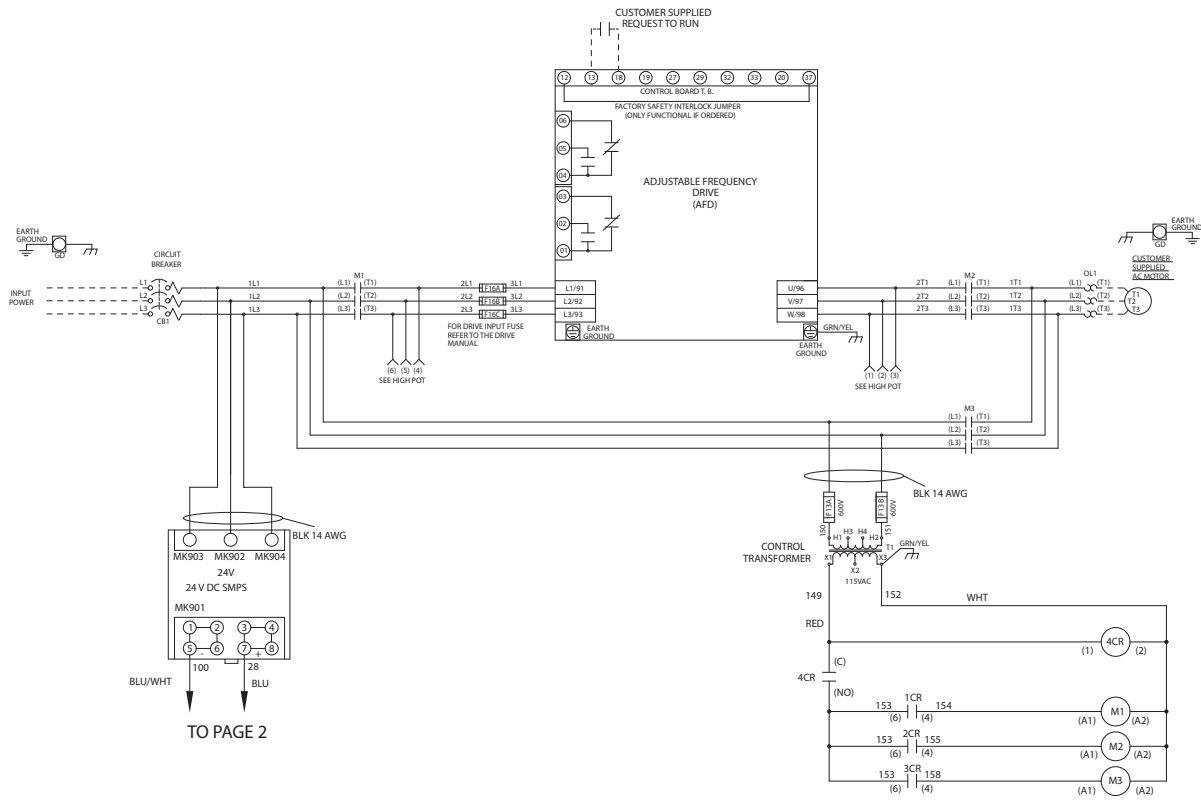 CUSTOMER SUPPLIED
REQUEST TO RUN
12 13 18 19 27 29 32 33 20 37
CONTROL BOARD T. B.
FACTORY SAFETY INTERLOCK JUMPER
(ONLY FUNCTIONAL IF ORDERED)
06
05
04
03
02
01
ADJUSTABLE FREQUENCY
DRIVE
(AFD)
EARTH
GROUND
GD
CIRCUIT
BREAKER
INPUT
POWER
L1
L2
L3
CB1
1L1
1L2
1L3
M1
(L1) (T1)
(L2) (T2)
(L3) (T3)
2L1 F16A 3L1
2L2 F16B 3L2
2L3 F16C 3L3
FOR DRIVE INPUT FUSE
REFER TO THE DRIVE
MANUAL
L1/91
L2/92
L3/93
EARTH
GROUND
(6) (5) (4)
SEE HIGH POT
U/96
V/97
W/98
EARTH
GROUND
GRN/YEL
2T1
2T2
2T3
M2
(L1) (T1)
(L2) (T2)
(L3) (T3)
1T1
1T2
1T3
(1) (2) (3)
SEE HIGH POT
OL1
(L1) (T1)
(L2) (T2)
(L3) (T3)
EARTH
GROUND
GD
CUSTOMER
SUPPLIED
AC MOTOR
T1
T2
T3
M3
(L1) (T1)
(L2) (T2)
(L3) (T3)
BLK 14 AWG
MK903 MK902 MK904
24V
24 V DC SMPS
MK901
1 2 3 4
5 - 6 7 + 8
100 28
BLU/WHT BLU
TO PAGE 2
BLK 14 AWG
F13A 600V
F13B 600V
150 151
H1 H3 H4 H2
T1
GRN/YEL
CONTROL
TRANSFORMER
X1 X2 X3
115VAC
149 152
WHT
RED
(1) 4CR (2)
(C)
4CR
(NO)
1CR
153 154
(6) (4)
(A1) M1 (A2)
2CR
153 155
(6) (4)
(A1) M2 (A2)
3CR
153 158
(6) (4)
(A1) M3 (A2)